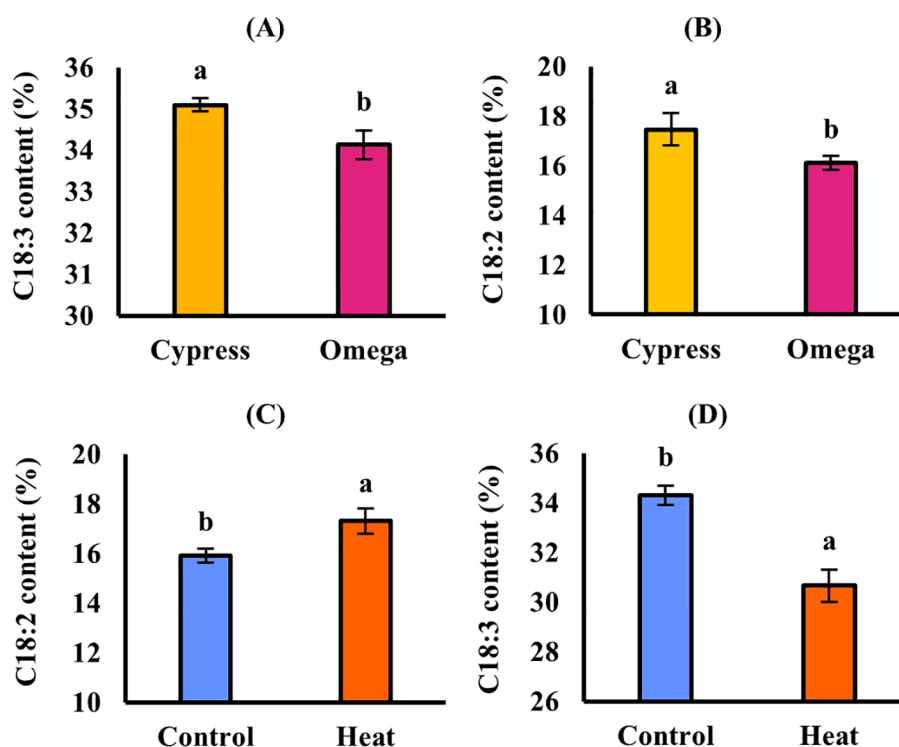 (A)
C18:3 content (%)
36
35
34
33
32
31
30
a
b
Cypress
Omega
(B)
C18:2 content (%)
20
18
16
14
12
10
a
b
Cypress
Omega
(C)
C18:2 content (%)
20
18
16
14
12
10
b
a
Control
Heat
(D)
C18:3 content (%)
36
34
32
30
28
26
b
a
Control
Heat